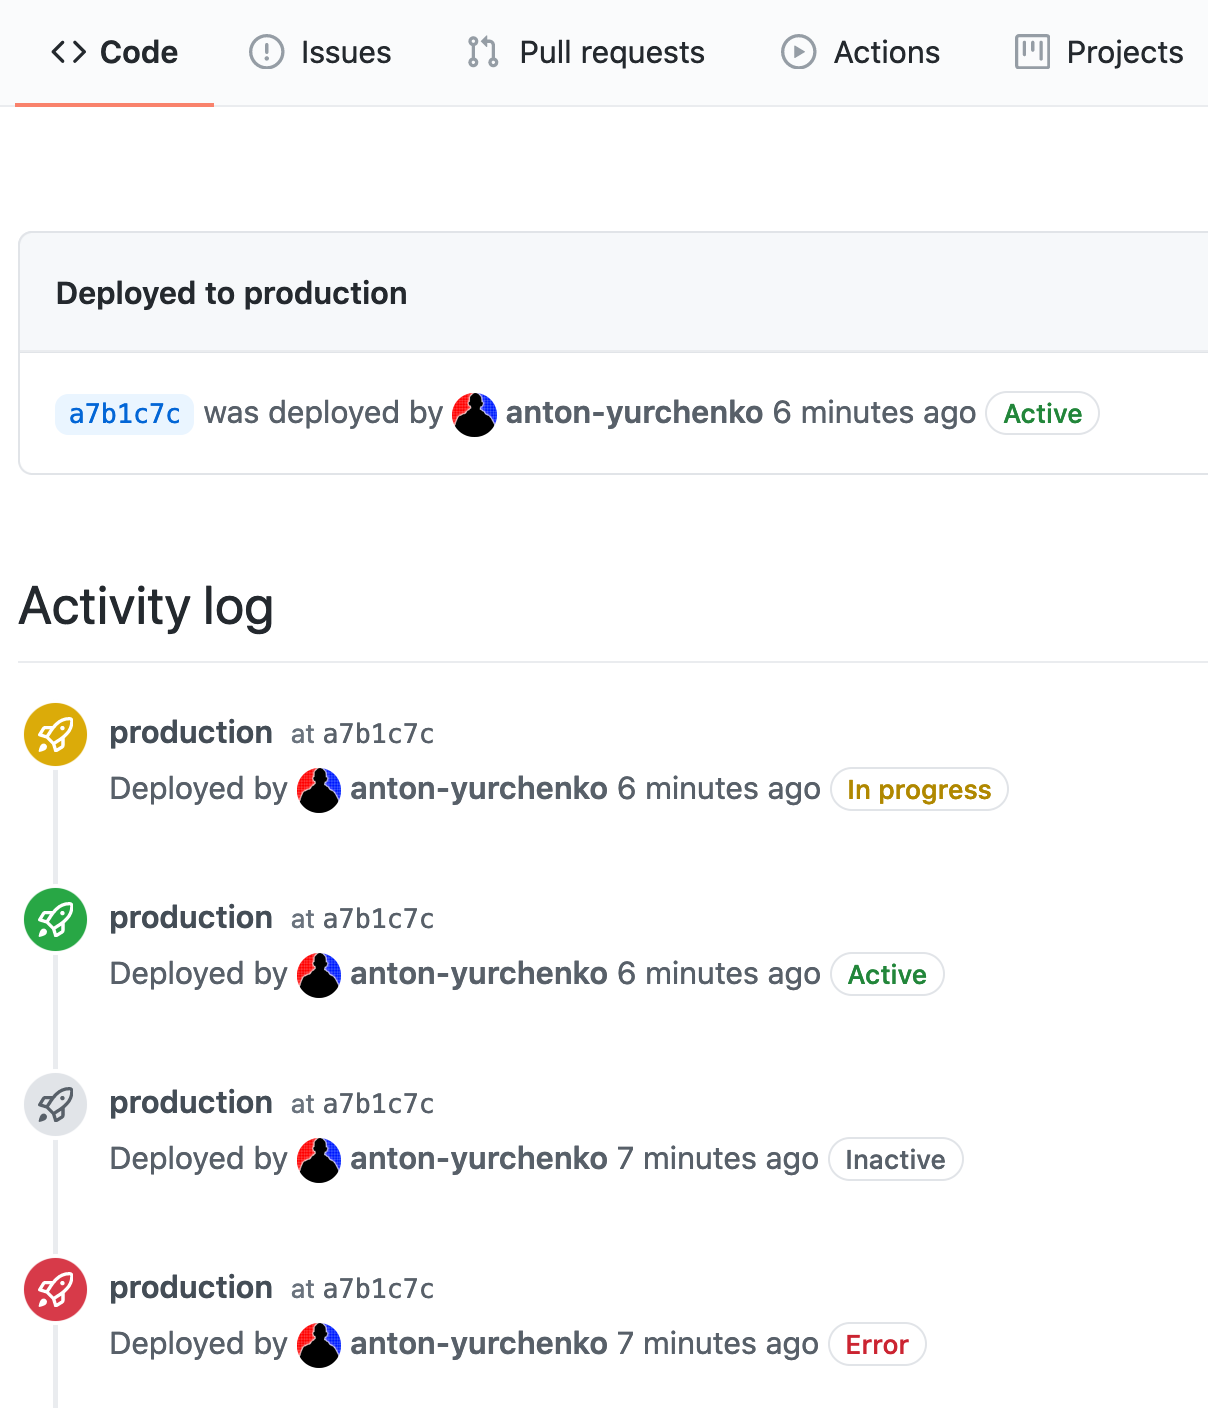 Code Issues Pull requests Actions Projects
Deployed to production
a7b1c7c was deployed by anton-yurchenko 6 minutes ago Active
Activity log
production at a7b1c7c
Deployed by anton-yurchenko 6 minutes ago In progress
production at a7b1c7c
Deployed by anton-yurchenko 6 minutes ago Active
production at a7b1c7c
Deployed by anton-yurchenko 7 minutes ago Inactive
production at a7b1c7c
Deployed by anton-yurchenko 7 minutes ago Error